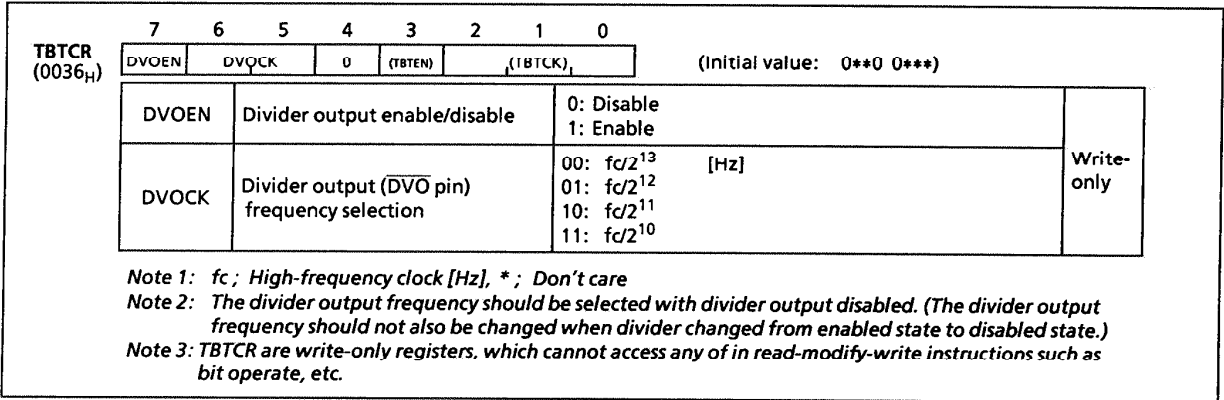 7 6 5 4 3 2 1 0
TBTCR
(0036H)
DVOEN DVOCK 0 (TBTEN) (TBTCK) (Initial value: 0**0 0***)
DVOEN Divider output enable/disable 0: Disable
1: Enable
DVOCK Divider output (DVO pin)
frequency selection
00: fc/2^13 [Hz]
01: fc/2^12
10: fc/2^11
11: fc/2^10
Write-
only
Note 1: fc ; High-frequency clock [Hz], * ; Don't care
Note 2: The divider output frequency should be selected with divider output disabled. (The divider output
frequency should not also be changed when divider changed from enabled state to disabled state.)
Note 3: TBTCR are write-only registers, which cannot access any of in read-modify-write instructions such as
bit operate, etc.